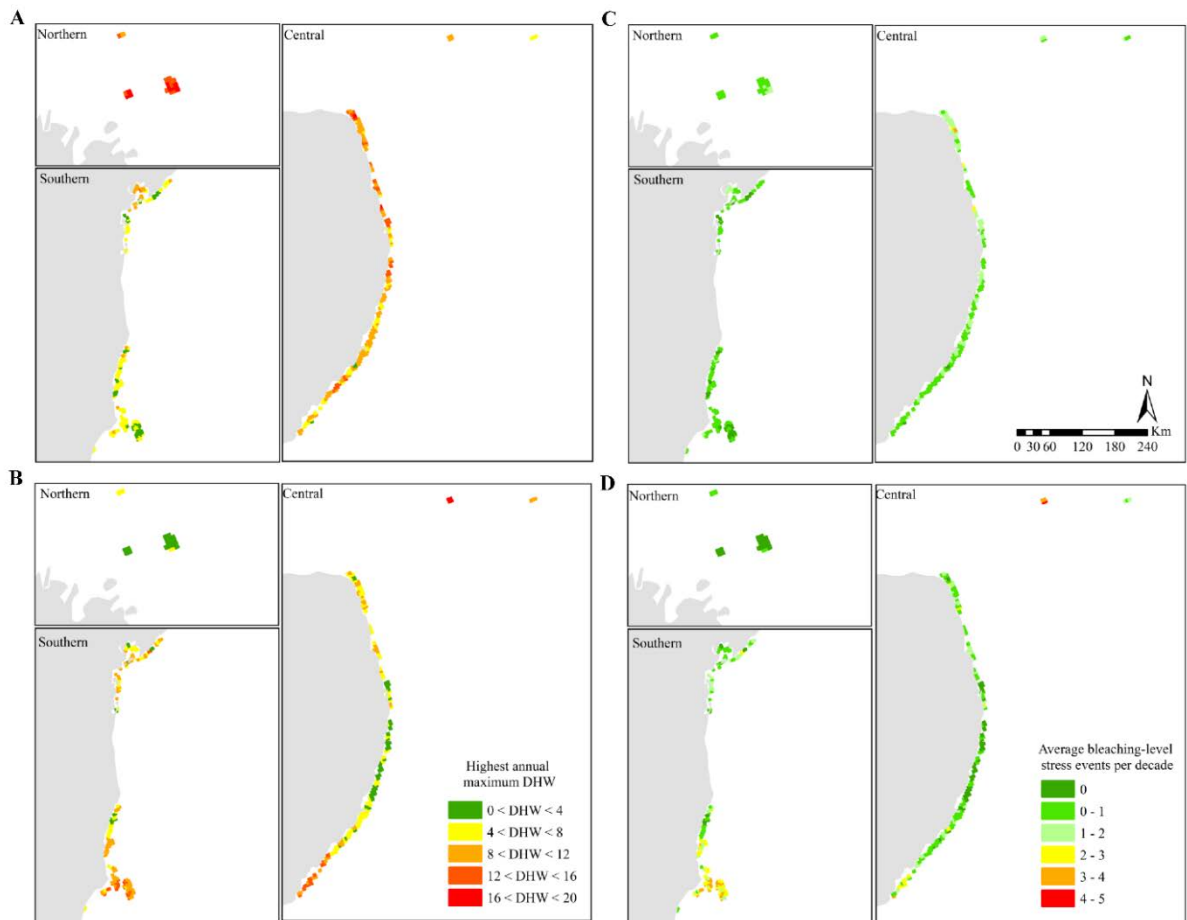 A
Northern
Central
Southern
C
Northern
Central
Southern
N
Km
0 30 60 120 180 240
B
Northern
Central
Southern
Highest annual
maximum DHW
0 < DHW < 4
4 < DHW < 8
8 < DHW < 12
12 < DHW < 16
16 < DHW < 20
D
Northern
Central
Southern
Average bleaching-level
stress events per decade
0
0 - 1
1 - 2
2 - 3
3 - 4
4 - 5